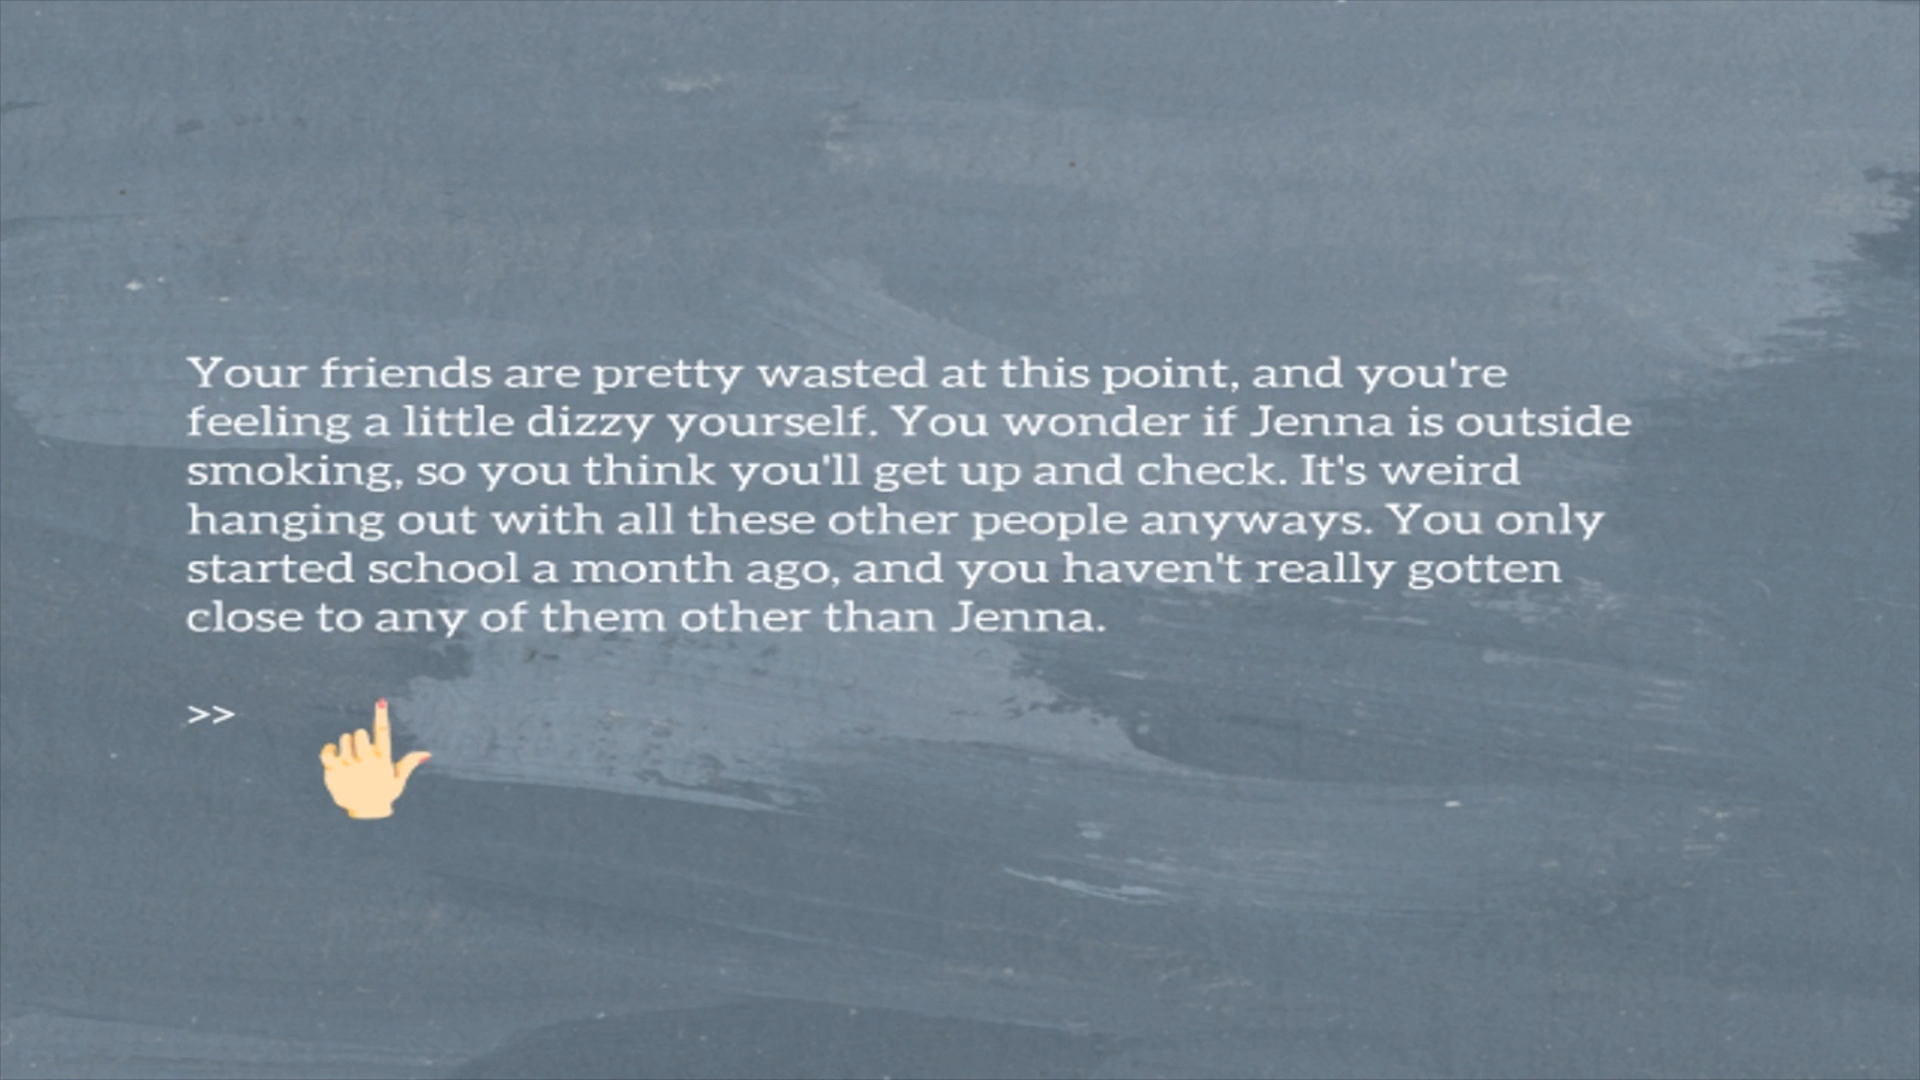 Your friends are pretty wasted at this point, and you're
feeling a little dizzy yourself. You wonder if Jenna is outside
smoking, so you think you'll get up and check. It's weird
hanging out with all these other people anyways. You only
started school a month ago, and you haven't really gotten
close to any of them other than Jenna.
>>